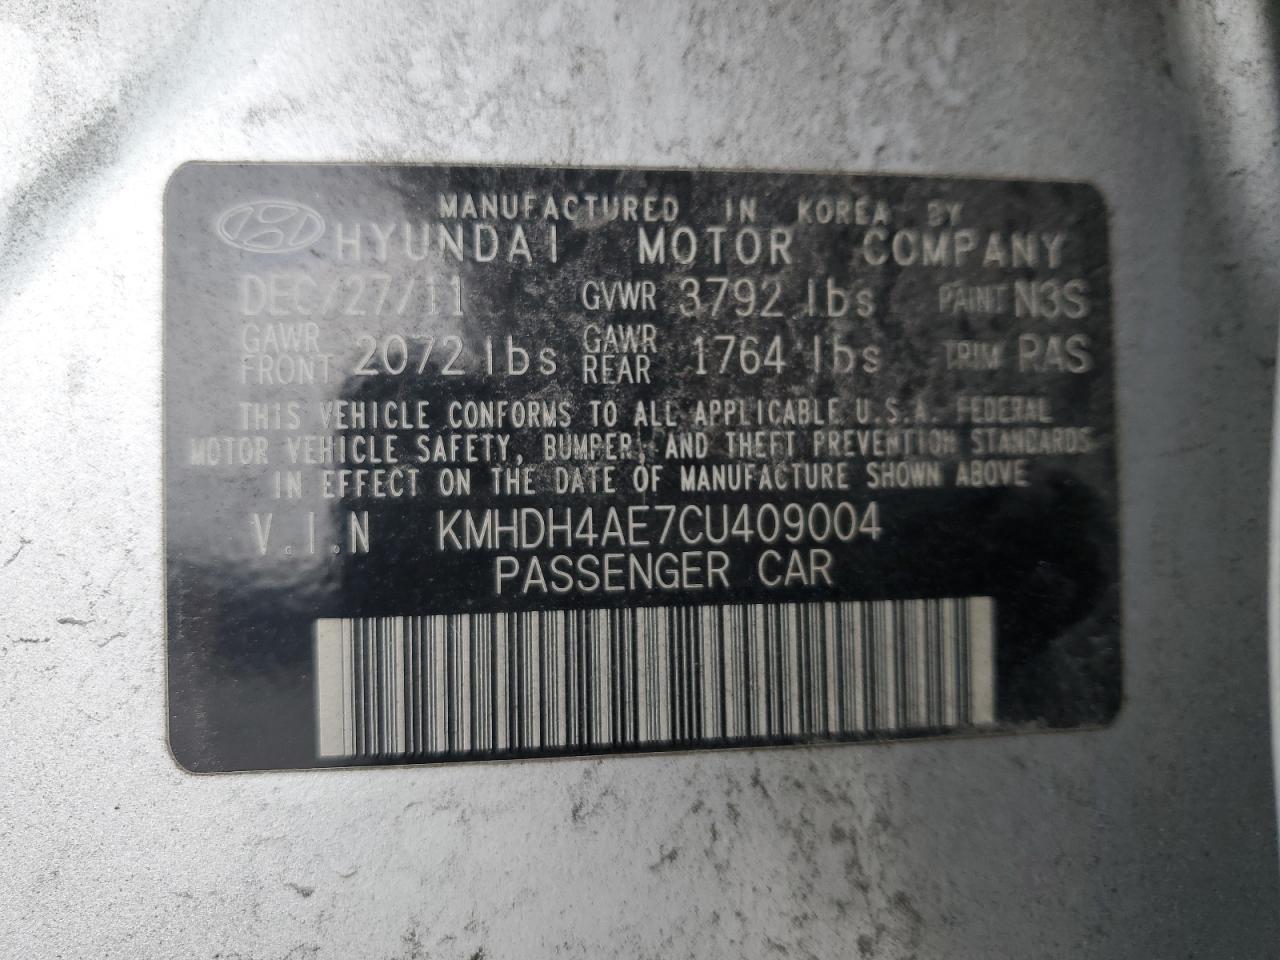 MANUFACTURED IN KOREA BY
HYUNDAI MOTOR COMPANY
DEC/27/11 GVWR 3792 lbs PAINT N3S
GAWR FRONT 2072 lbs GAWR REAR 1764 lbs TRIM RAS
THIS VEHICLE CONFORMS TO ALL APPLICABLE U.S.A. FEDERAL
MOTOR VEHICLE SAFETY, BUMPER, AND THEFT PREVENTION STANDARDS
IN EFFECT ON THE DATE OF MANUFACTURE SHOWN ABOVE
V.I.N KMHDH4AE7CU409004
PASSENGER CAR